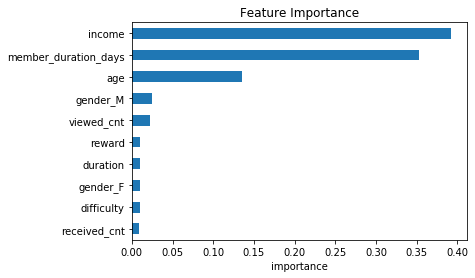 Feature Importance
income
member_duration_days
age
gender_M
viewed_cnt
reward
duration
gender_F
difficulty
received_cnt
0.00 0.05 0.10 0.15 0.20 0.25 0.30 0.35 0.40
importance